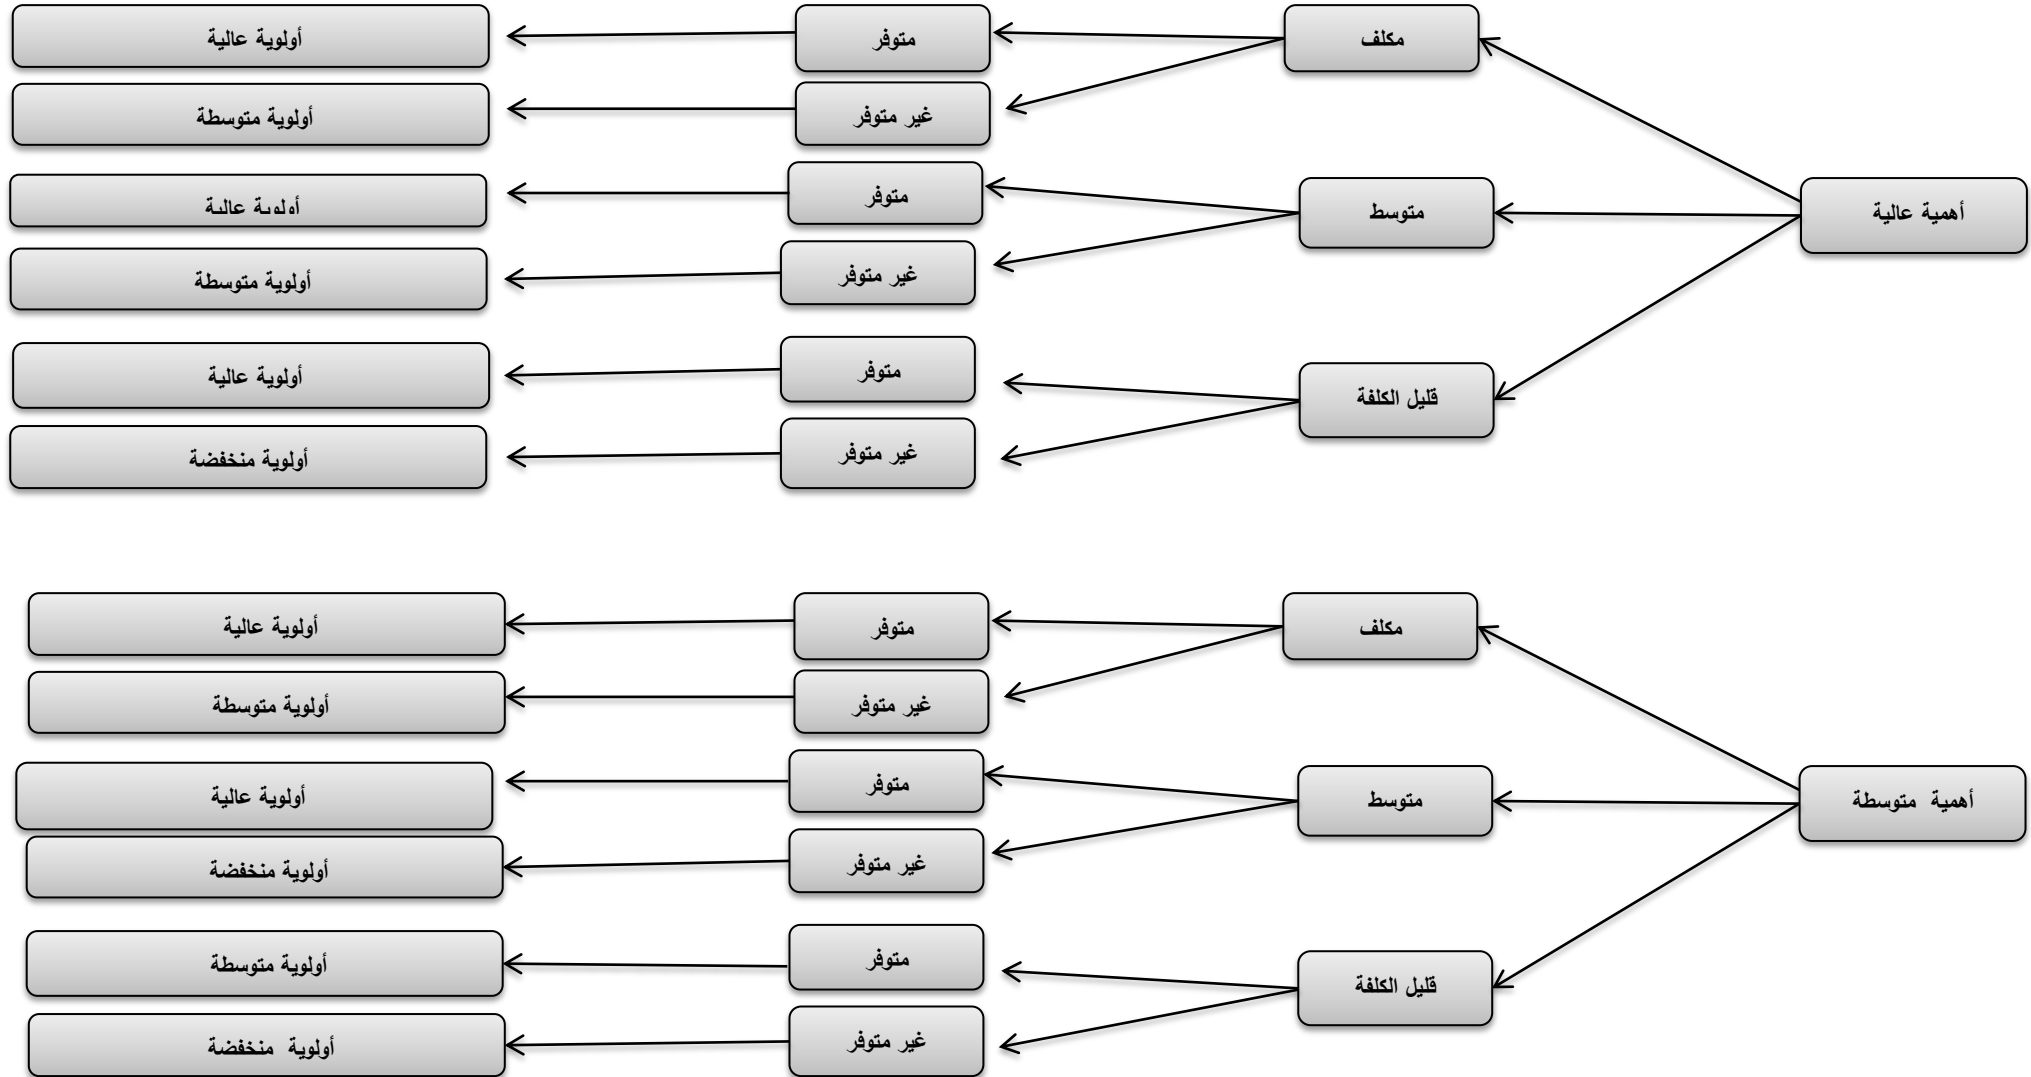 أهمية عالية
مكلف
متوفر
أولوية عالية
غير متوفر
أولوية متوسطة
متوسط
متوفر
أولوية عالية
غير متوفر
أولوية متوسطة
قليل الكلفة
متوفر
أولوية عالية
غير متوفر
أولوية منخفضة
أهمية متوسطة
مكلف
متوفر
أولوية عالية
غير متوفر
أولوية متوسطة
متوسط
متوفر
أولوية عالية
غير متوفر
أولوية منخفضة
قليل الكلفة
متوفر
أولوية متوسطة
غير متوفر
أولوية منخفضة